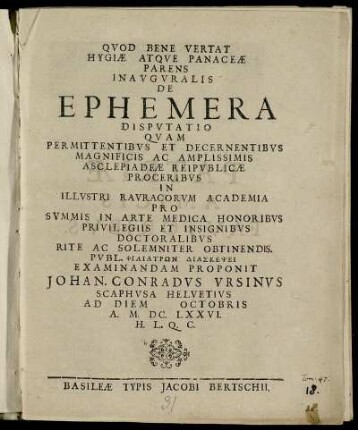 QVOD BENE VERTAT
HYGIÆ ATQVE PANACEÆ
PARENS
INAVGVRALIS
DE
EPHEMERA
DISPVTATIO
QVAM
PERMITTENTIBVS ET DECERNENTIBVS
MAGNIFICIS AC AMPLISSIMIS
ASCLEPIADEÆ REIPVBLICÆ
PROCERIBVS
IN
ILLVSTRI RAVRACORVM ACADEMIA
PRO
SVMMIS IN ARTE MEDICA HONORIBVS
PRIVILEGIIS ET INSIGNIBVS
DOCTORALIBVS
RITE AC SOLEMNITER OBTINENDIS.
PVBL. ΦΙΛΙΑΤΡΩΝ ΔΙΑΣΚΕΨΕΙ
EXAMINANDAM PROPONIT
JOHAN. CONRADVS VRSINVS
SCAPHVSA HELVETIVS
AD DIEM OCTOBRIS
A. M. DC. LXXVI.
H. L. Q. C.
BASILEÆ TYPIS JACOBI BERTSCHII.
18.